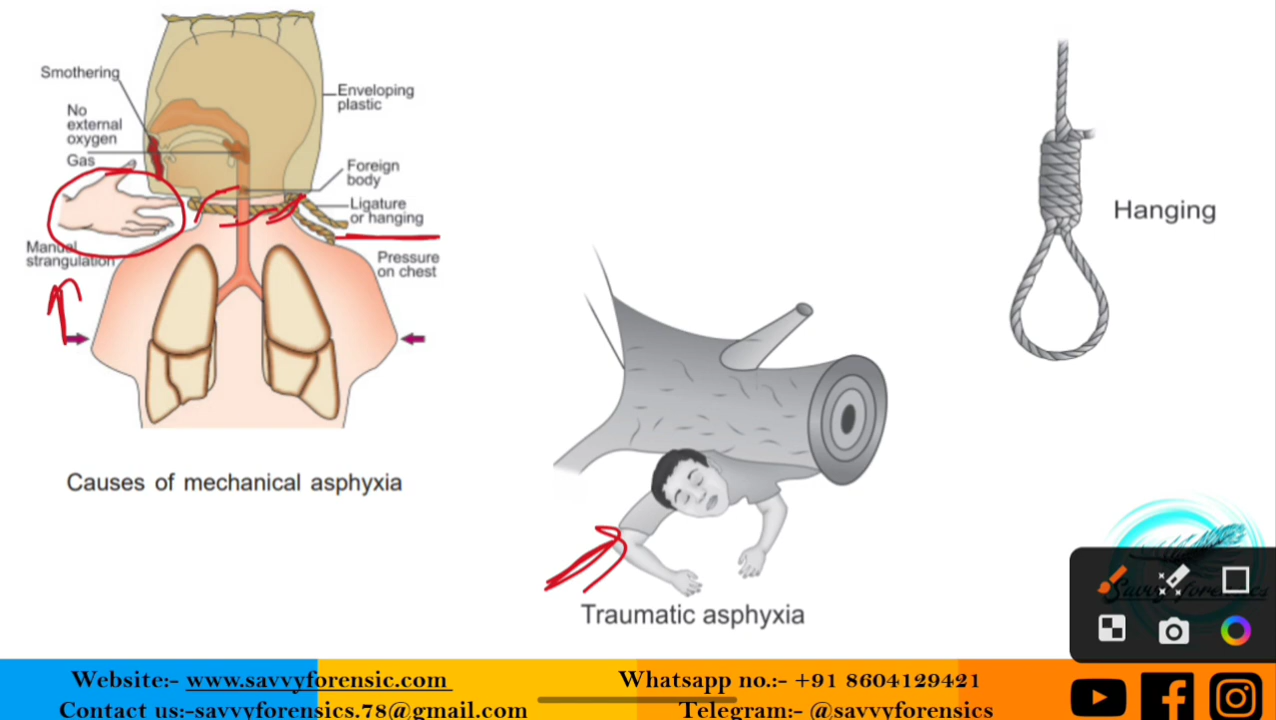 Smothering
No
external
oxygen
Gas
Manual
strangulation
Enveloping
plastic
Foreign
body
Ligature
or hanging
Pressure
on chest
Causes of mechanical asphyxia
Traumatic asphyxia
Hanging
Savvy forensics
Website:- www.savvyforensic.com
Whatsapp no.:- +91 8604129421
Contact us:-savvyforensics.78@gmail.com
Telegram:- @savvyforensics